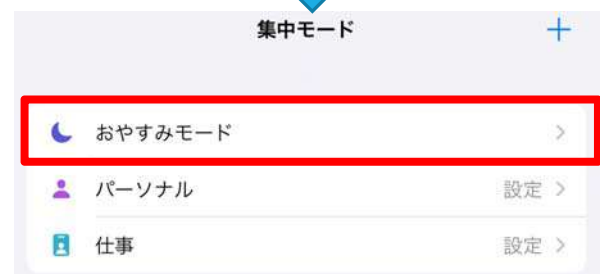 集中モード
おやすみモード
パーソナル 設定
仕事 設定